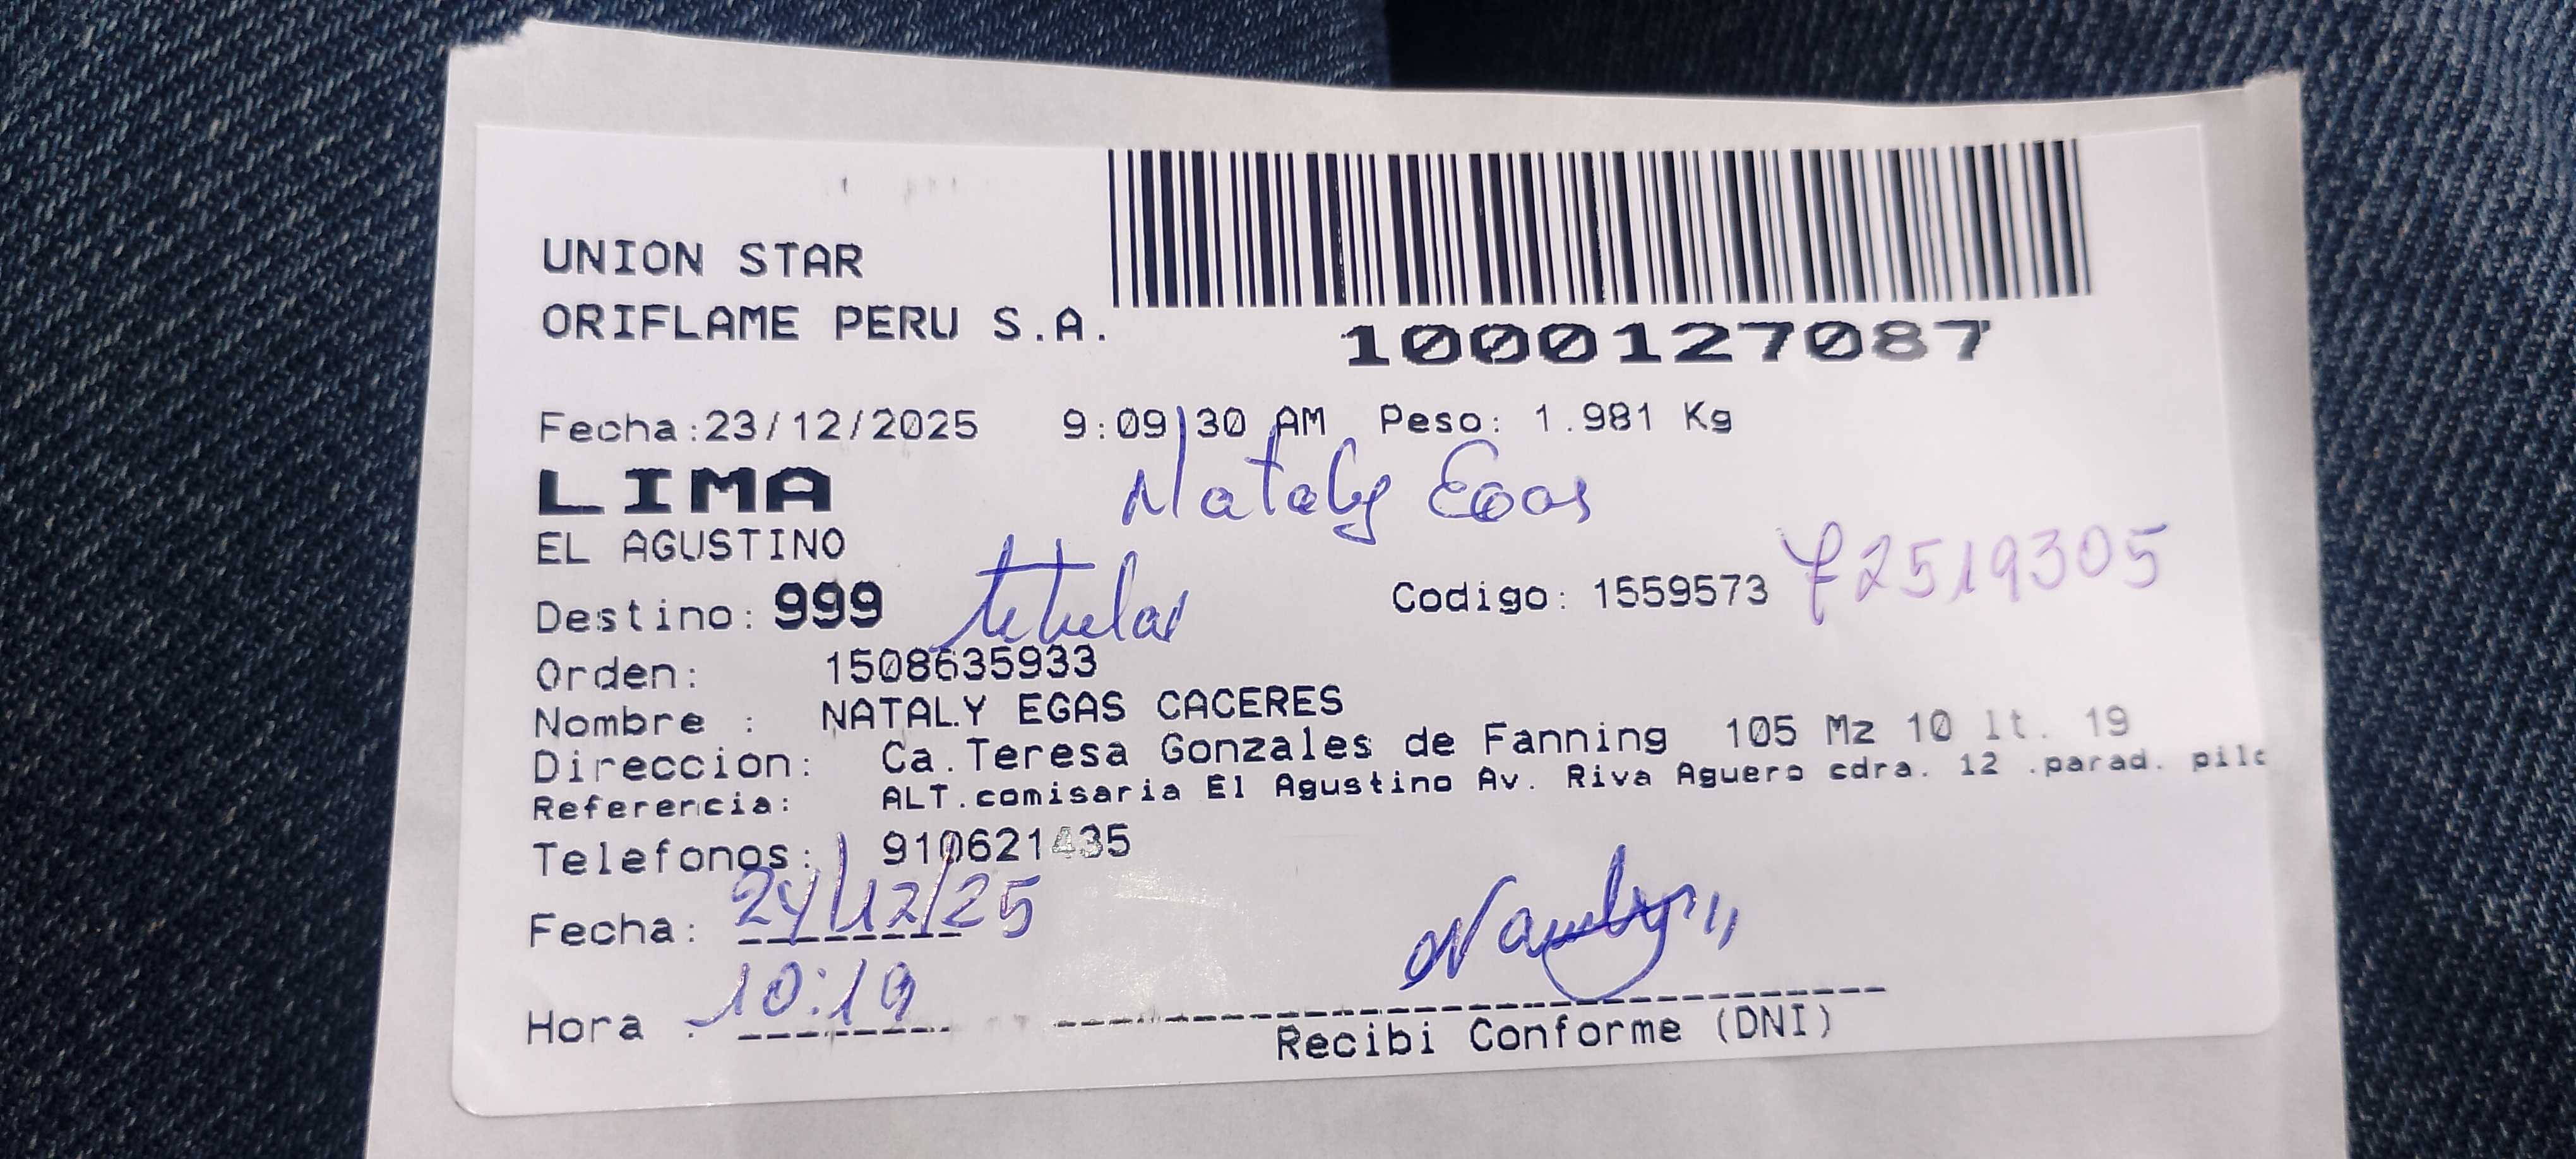 UNION STAR
ORIFLAME PERU S.A.
1000127087
Fecha:23/12/2025 9:09:30 AM Peso: 1.981 Kg
LIMA
Nataly Egas
EL AGUSTINO
Destino: 999 titular Codigo: 1559573 72519305
Orden: 1508635933
Nombre : NATALY EGAS CACERES
Direccion: Ca.Teresa Gonzales de Fanning 105 Mz 10 lt. 19
Referencia: ALT.comisaria El Agustino Av. Riva Aguero cdra. 12 .parad.
Telefonos: 910621435
Fecha: 24/12/25
Hora : 10:19
Recibi Conforme (DNI)